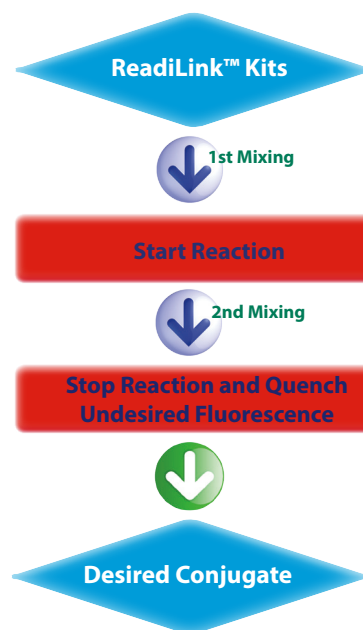 ReadiLink™ Kits
1st Mixing
Start Reaction
2nd Mixing
Stop Reaction and Quench
Undesired Fluorescence
Desired Conjugate